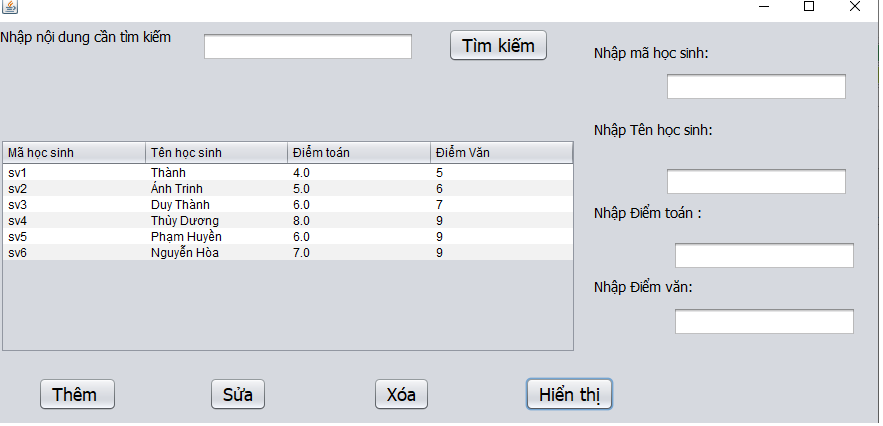 Nhập nội dung cần tìm kiếm
Tìm kiếm
Nhập mã học sinh:
Nhập Tên học sinh:
Nhập Điểm toán :
Nhập Điểm văn:
Mã học sinh Tên học sinh Điểm toán Điểm Văn
sv1 Thành 4.0 5
sv2 Ánh Trinh 5.0 6
sv3 Duy Thành 6.0 7
sv4 Thùy Dương 8.0 9
sv5 Phạm Huyền 6.0 9
sv6 Nguyễn Hòa 7.0 9
Thêm Sửa Xóa Hiển thị